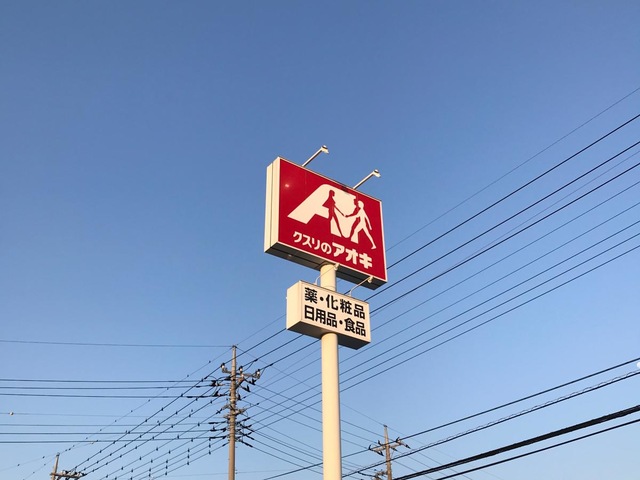 クスリのアオキ
薬・化粧品
日用品・食品